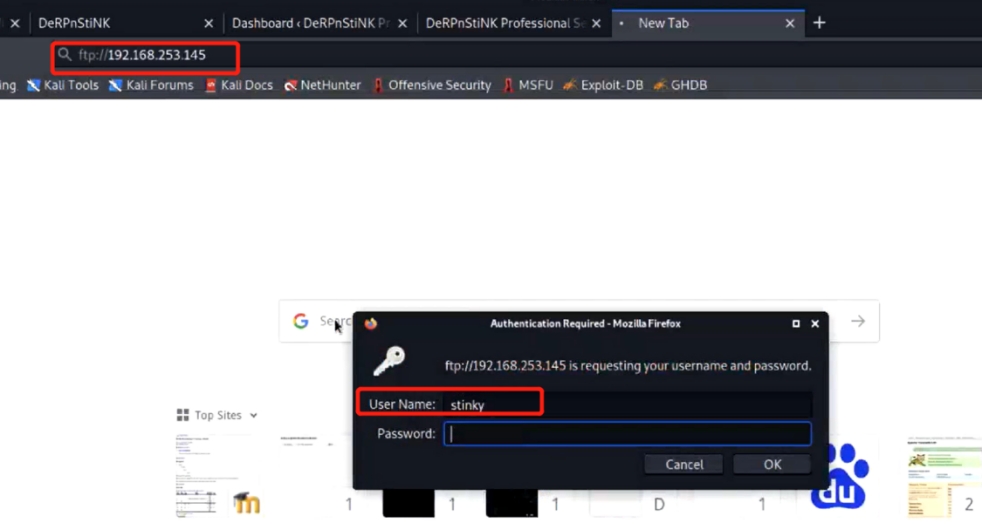 DeRPnStiNK
Dashboard ‹ DeRPnStiNK Pr
DeRPnStiNK Professional Se
New Tab
ftp://192.168.253.145
ing
Kali Tools
Kali Forums
Kali Docs
NetHunter
Offensive Security
MSFU
Exploit-DB
GHDB
Searc
Authentication Required - Mozilla Firefox
ftp://192.168.253.145 is requesting your username and password.
User Name: stinky
Password:
Cancel
OK
Top Sites
1
1
1
D
1
du
2